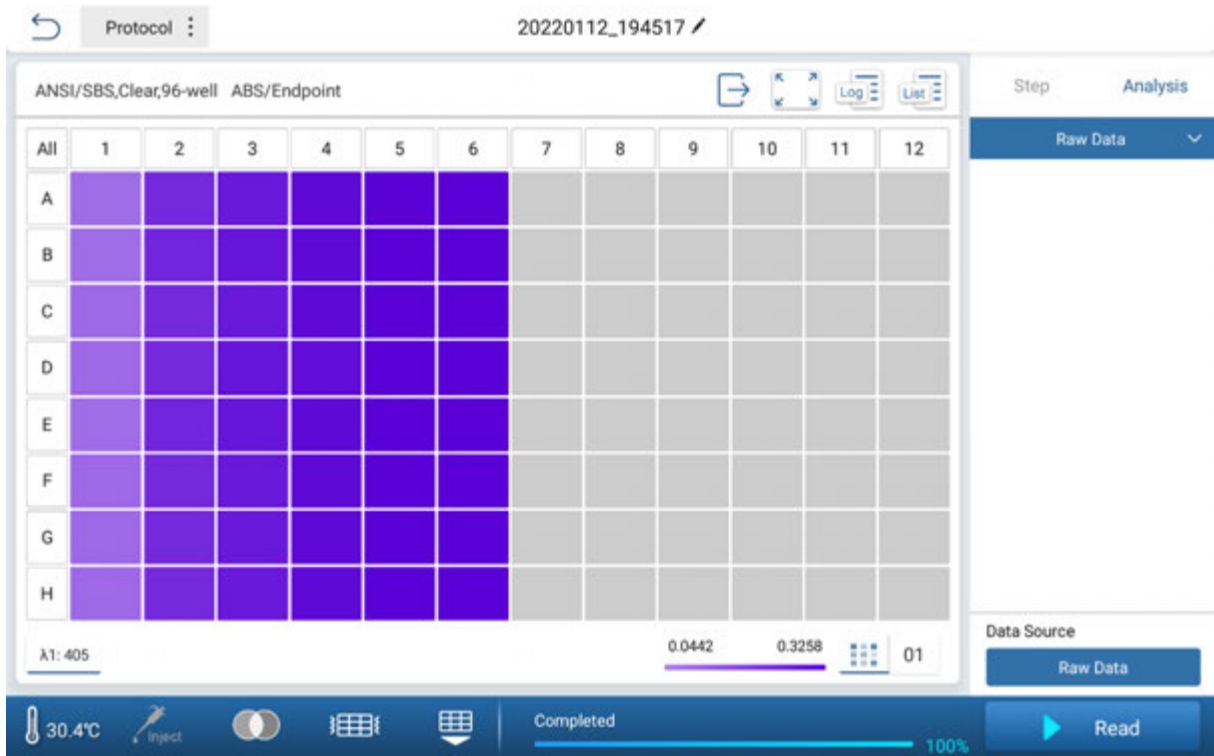 Protocol
20220112_194517
ANSI/SBS,Clear,96-well ABS/Endpoint
Log
List
Step Analysis
Raw Data
All 1 2 3 4 5 6 7 8 9 10 11 12
A
B
C
D
E
F
G
H
λ1: 405
0.0442 0.3258
01
Data Source
Raw Data
30.4℃
Inject
Completed
100%
Read